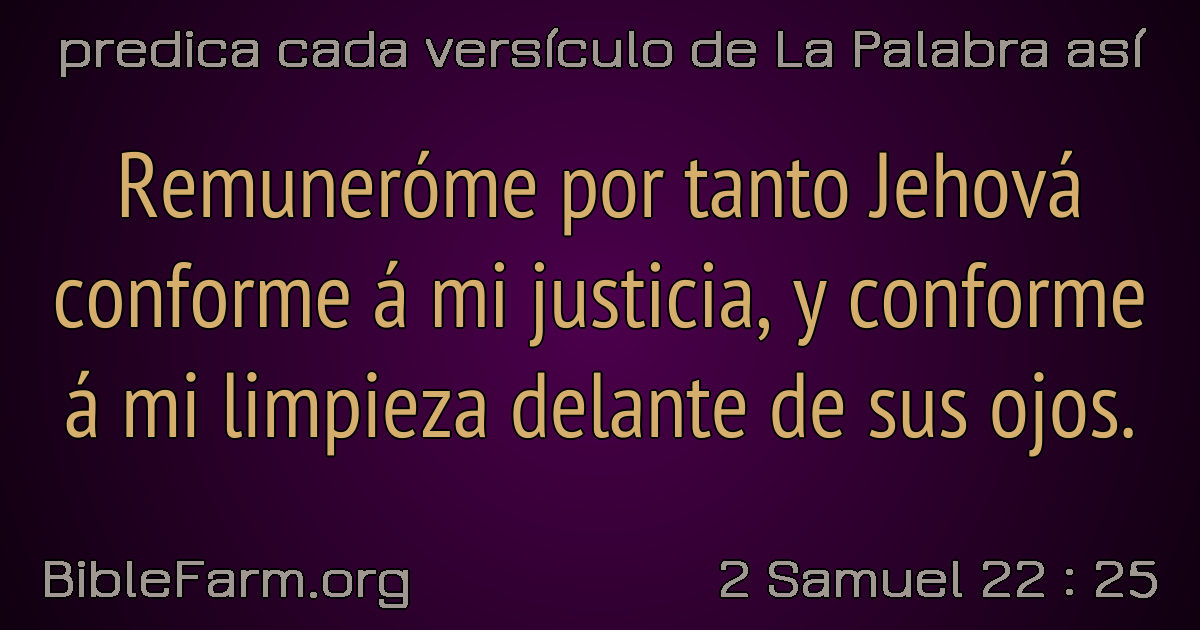 predica cada versículo de La Palabra así
Remuneróme por tanto Jehová
conforme á mi justicia, y conforme
á mi limpieza delante de sus ojos.
BibleFarm.org
2 Samuel 22 : 25